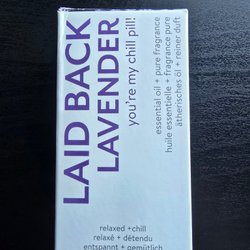 LAID BACK
LAVENDER
you're my chill pill!
essential oil + pure fragrance
huile essentielle + fragrance pure
ätherisches öl + reiner duft
relaxed +chill
relaxé + détendu
entspannt + gemütlich